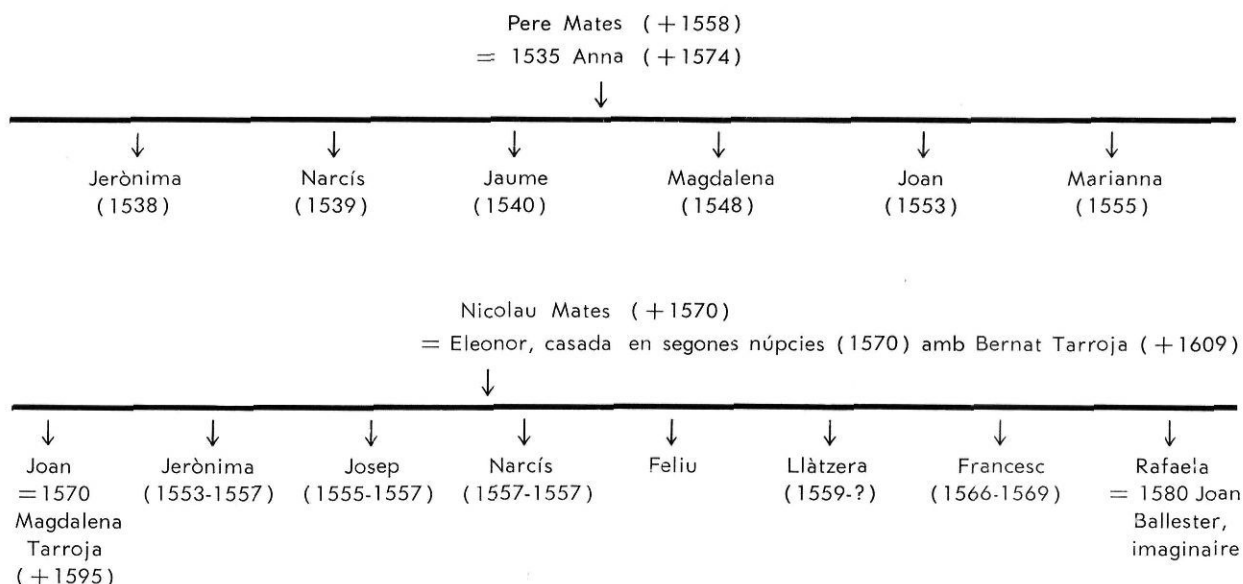 Pere Mates (+1558)
= 1535 Anna (+1574)
Jerònima Narcís Jaume Magdalena Joan Marianna
(1538) (1539) (1540) (1548) (1553) (1555)
Nicolau Mates (+1570)
= Eleonor, casada en segones núpcies (1570) amb Bernat Tarroja (+1609)
Joan Jerònima Josep Narcís Feliu Llàtzera Francesc Rafaela
=1570 (1553-1557) (1555-1557) (1557-1557) (1559-?) (1566-1569) = 1580 Joan
Magdalena Ballester,
Tarroja imaginaire
(+1595)